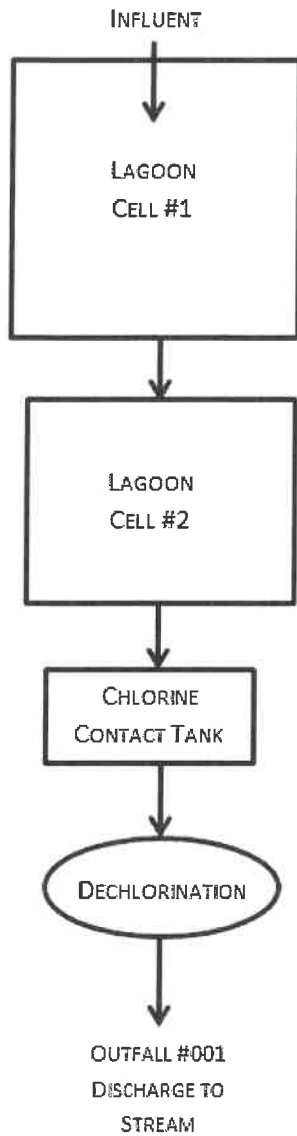 INFLUENT
LAGOON
CELL #1
LAGOON
CELL #2
CHLORINE
CONTACT TANK
DECHLORINATION
OUTFALL #001
DISCHARGE TO
STREAM